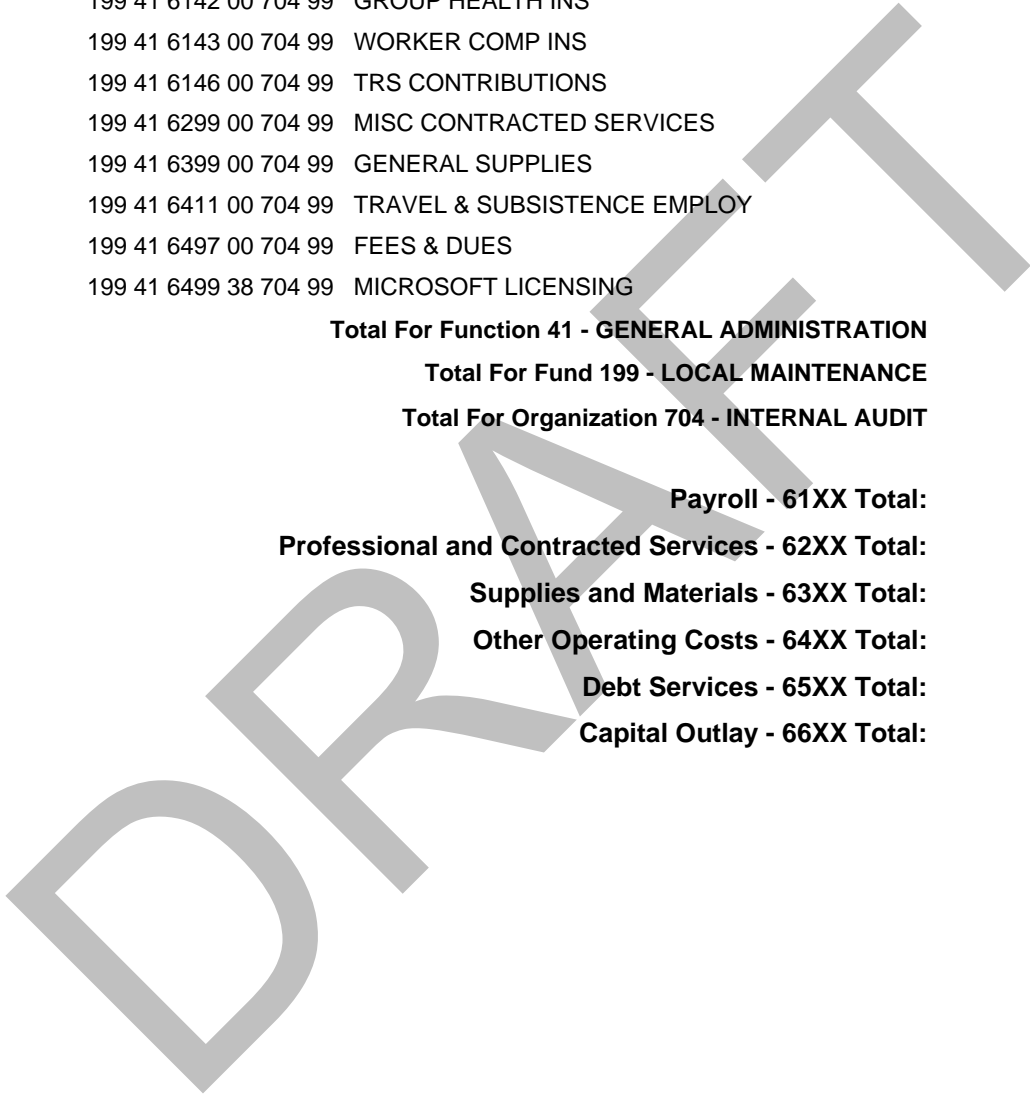 199 41 6142 00 704 99 GROUP HEALTH INS
199 41 6143 00 704 99 WORKER COMP INS
199 41 6146 00 704 99 TRS CONTRIBUTIONS
199 41 6299 00 704 99 MISC CONTRACTED SERVICES
199 41 6399 00 704 99 GENERAL SUPPLIES
199 41 6411 00 704 99 TRAVEL & SUBSISTENCE EMPLOY
199 41 6497 00 704 99 FEES & DUES
199 41 6499 38 704 99 MICROSOFT LICENSING
Total For Function 41 - GENERAL ADMINISTRATION
Total For Fund 199 - LOCAL MAINTENANCE
Total For Organization 704 - INTERNAL AUDIT
Payroll - 61XX Total:
Professional and Contracted Services - 62XX Total:
Supplies and Materials - 63XX Total:
Other Operating Costs - 64XX Total:
Debt Services - 65XX Total:
Capital Outlay - 66XX Total:
DRAFT